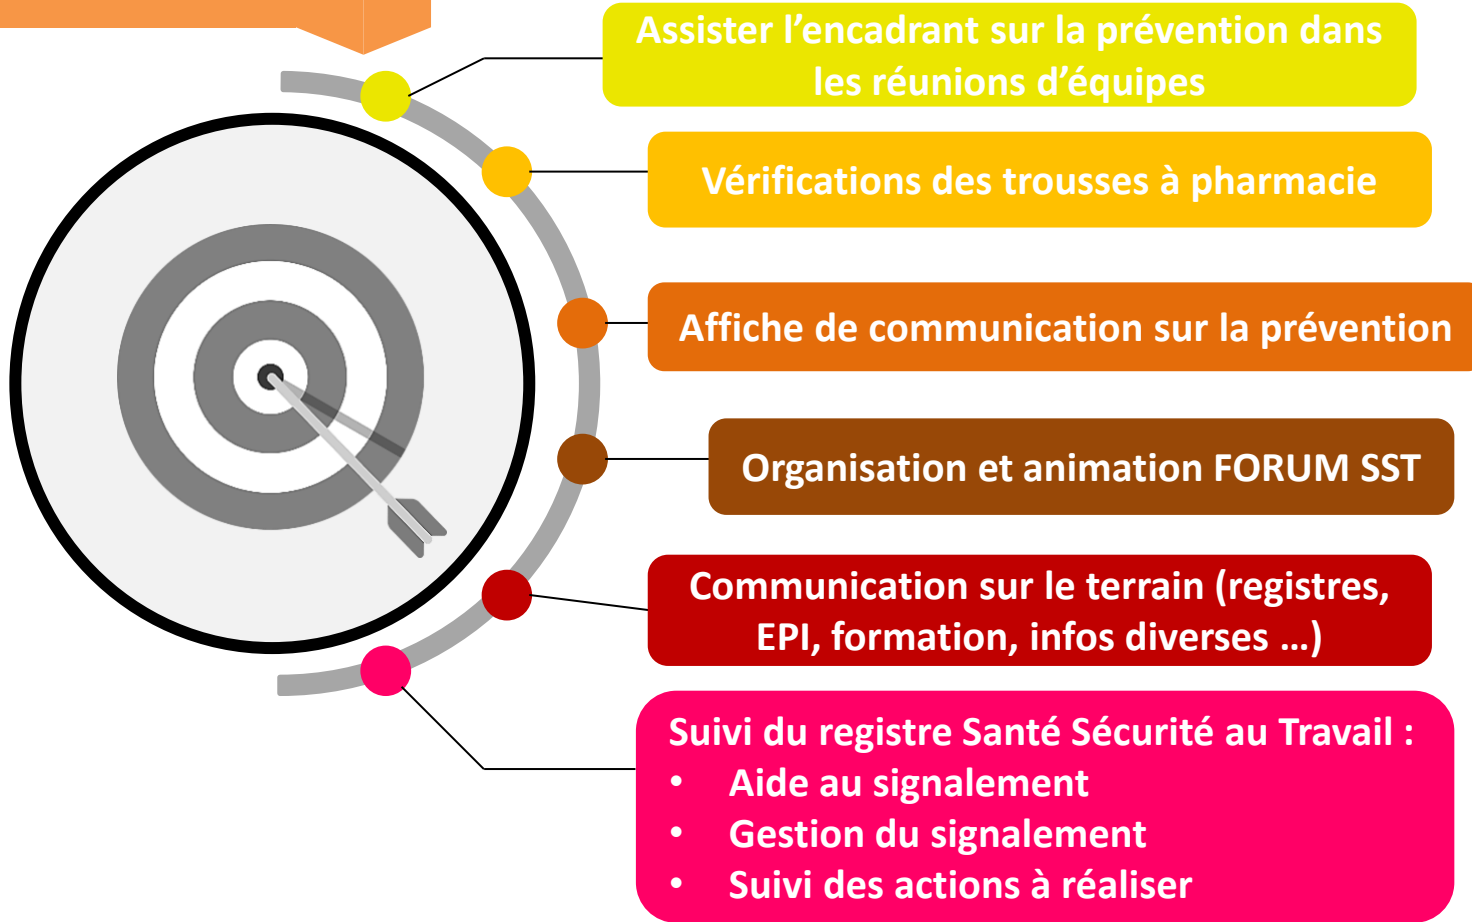 Assister l’encadrant sur la prévention dans
les réunions d’équipes
Vérifications des trousses à pharmacie
Affiche de communication sur la prévention
Organisation et animation FORUM SST
Communication sur le terrain (registres,
EPI, formation, infos diverses …)
Suivi du registre Santé Sécurité au Travail :
• Aide au signalement
• Gestion du signalement
• Suivi des actions à réaliser